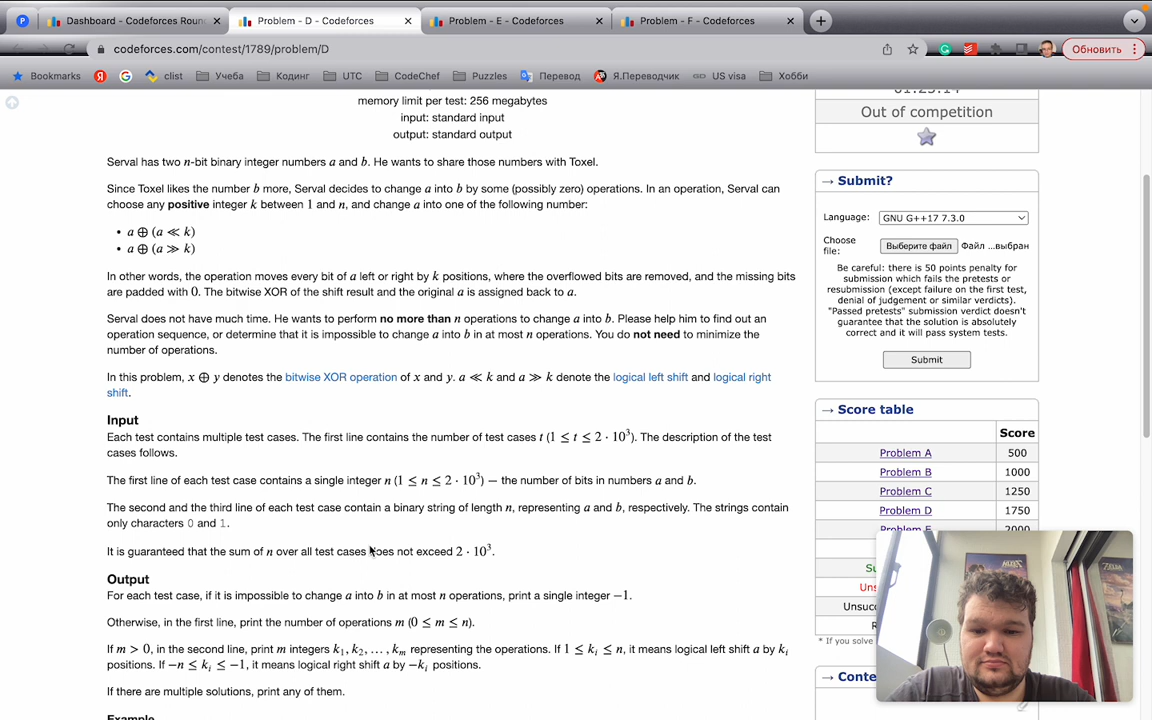 Dashboard - Codeforces Roun
Problem - D - Codeforces
Problem - E - Codeforces
Problem - F - Codeforces
codeforces.com/contest/1789/problem/D
Обновить
Bookmarks
clist
Учеба
Кодинг
UTC
CodeChef
Puzzles
Перевод
Я.Переводчик
US visa
Хобби
memory limit per test: 256 megabytes
input: standard input
output: standard output
Serval has two n-bit binary integer numbers a and b. He wants to share those numbers with Toxel.
Since Toxel likes the number b more, Serval decides to change a into b by some (possibly zero) operations. In an operation, Serval can
choose any positive integer k between 1 and n, and change a into one of the following number:
• a ⊕ (a ≪ k)
• a ⊕ (a ≫ k)
In other words, the operation moves every bit of a left or right by k positions, where the overflowed bits are removed, and the missing bits
are padded with 0. The bitwise XOR of the shift result and the original a is assigned back to a.
Serval does not have much time. He wants to perform no more than n operations to change a into b. Please help him to find out an
operation sequence, or determine that it is impossible to change a into b in at most n operations. You do not need to minimize the
number of operations.
In this problem, x ⊕ y denotes the bitwise XOR operation of x and y. a ≪ k and a ≫ k denote the logical left shift and logical right
shift.
Input
Each test contains multiple test cases. The first line contains the number of test cases t (1 ≤ t ≤ 2 · 10³). The description of the test
cases follows.
The first line of each test case contains a single integer n (1 ≤ n ≤ 2 · 10³) — the number of bits in numbers a and b.
The second and the third line of each test case contain a binary string of length n, representing a and b, respectively. The strings contain
only characters 0 and 1.
It is guaranteed that the sum of n over all test cases does not exceed 2 · 10³.
Output
For each test case, if it is impossible to change a into b in at most n operations, print a single integer −1.
Otherwise, in the first line, print the number of operations m (0 ≤ m ≤ n).
If m > 0, in the second line, print m integers k₁, k₂, . . . , kₘ representing the operations. If 1 ≤ kᵢ ≤ n, it means logical left shift a by kᵢ
positions. If −n ≤ kᵢ ≤ −1, it means logical right shift a by −kᵢ positions.
If there are multiple solutions, print any of them.
Example
Out of competition
→ Submit?
Language: GNU G++17 7.3.0
Choose
file: Выберите файл Файл ...выбран
Be careful: there is 50 points penalty for
submission which fails the pretests or
resubmission (except failure on the first test,
denial of judgement or similar verdicts).
"Passed pretests" submission verdict doesn't
guarantee that the solution is absolutely
correct and it will pass system tests.
Submit
→ Score table
Score
Problem A 500
Problem B 1000
Problem C 1250
Problem D 1750
Problem E 2000
Su
Un
Unsuc
* If you solve
→ Conte
ZELDA